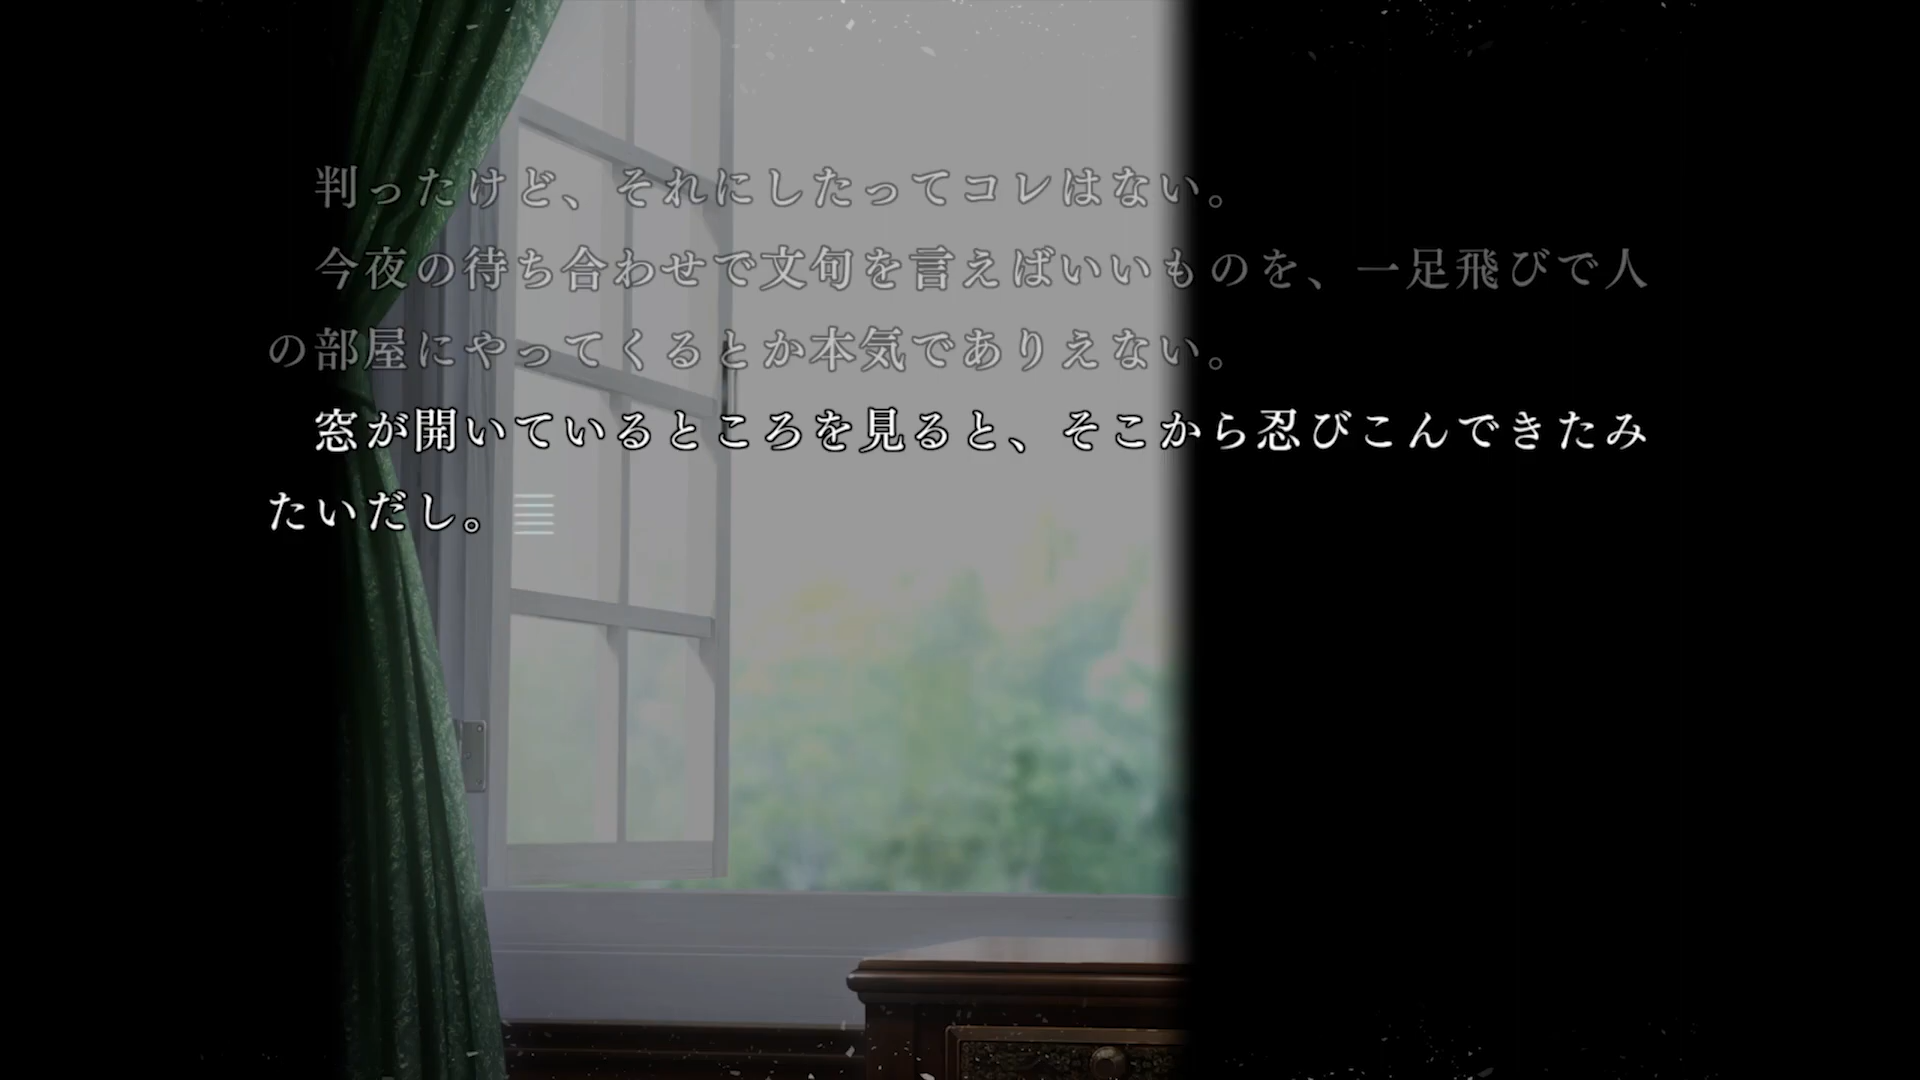 判ったけど、それにしたってコレはない。
今夜の待ち合わせで文句を言えばいいものを、一足飛びで人
の部屋にやってくるとか本気でありえない。
窓が開いているところを見ると、そこから忍びこんできたみ
たいだし。